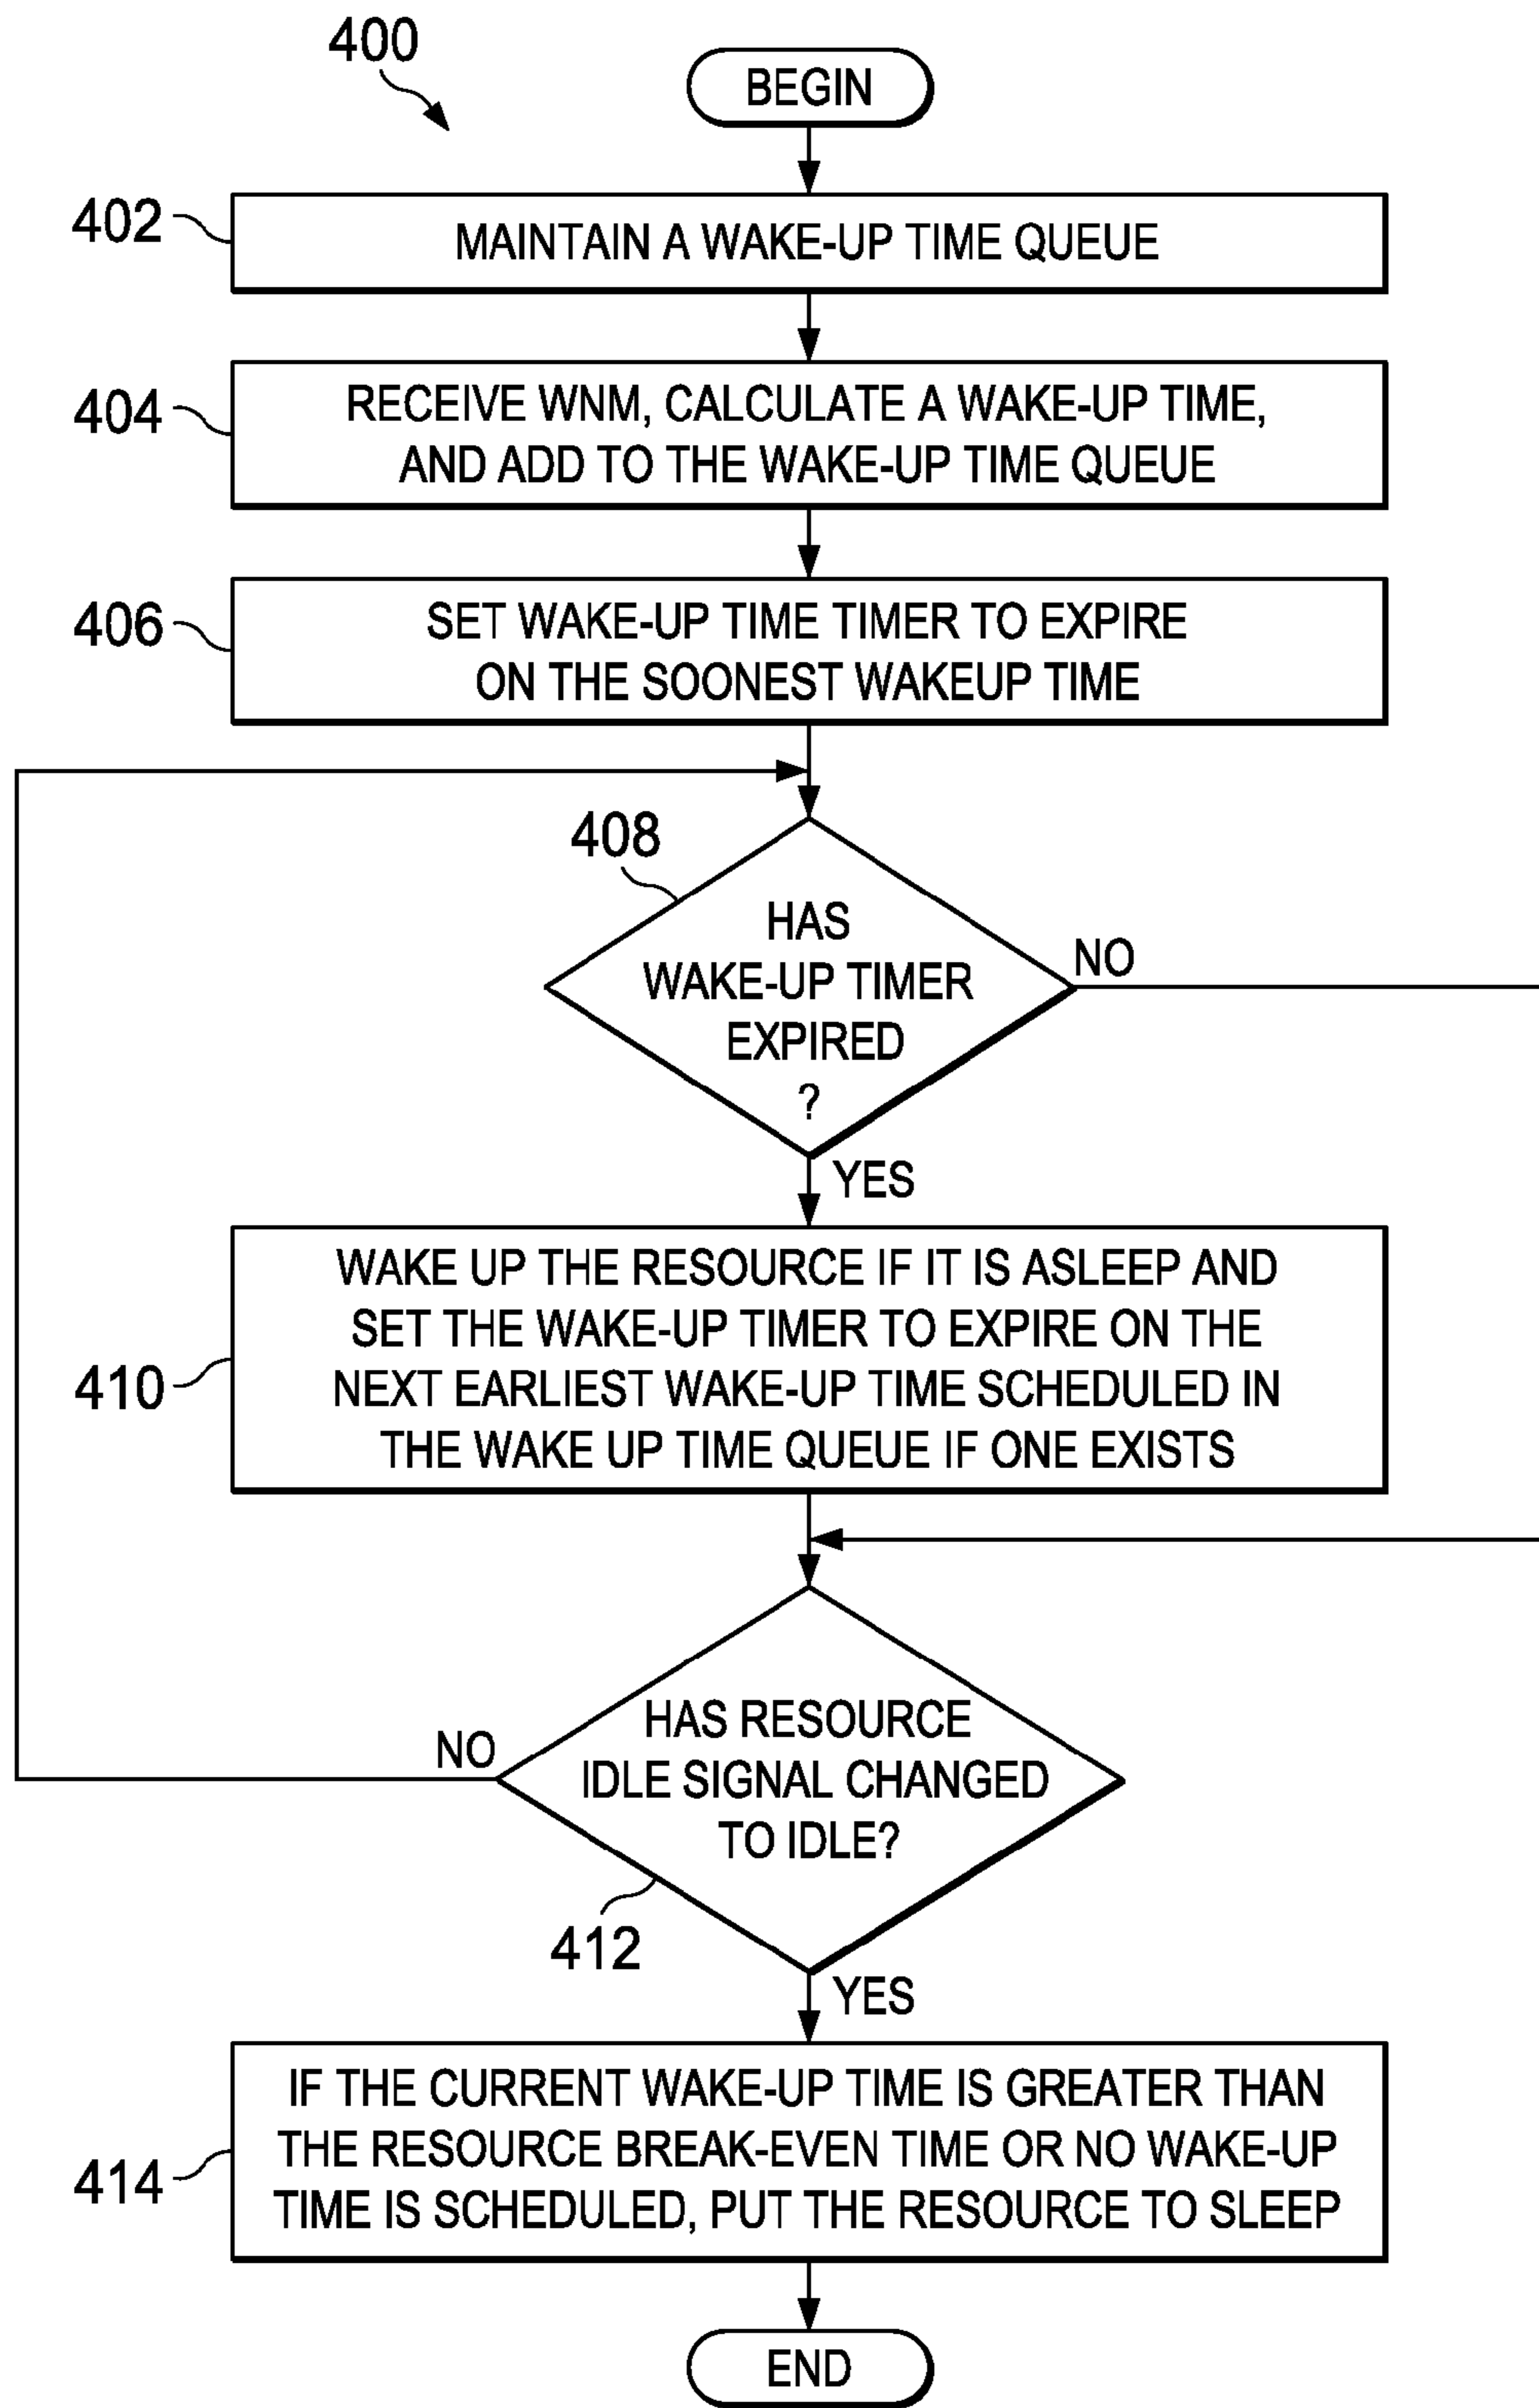 400
BEGIN
402
MAINTAIN A WAKE-UP TIME QUEUE
404
RECEIVE WNM, CALCULATE A WAKE-UP TIME,
AND ADD TO THE WAKE-UP TIME QUEUE
406
SET WAKE-UP TIME TIMER TO EXPIRE
ON THE SOONEST WAKEUP TIME
408
HAS
WAKE-UP TIMER
EXPIRED
?
NO
YES
410
WAKE UP THE RESOURCE IF IT IS ASLEEP AND
SET THE WAKE-UP TIMER TO EXPIRE ON THE
NEXT EARLIEST WAKE-UP TIME SCHEDULED IN
THE WAKE UP TIME QUEUE IF ONE EXISTS
HAS RESOURCE
IDLE SIGNAL CHANGED
TO IDLE?
NO
412
YES
414
IF THE CURRENT WAKE-UP TIME IS GREATER THAN
THE RESOURCE BREAK-EVEN TIME OR NO WAKE-UP
TIME IS SCHEDULED, PUT THE RESOURCE TO SLEEP
END